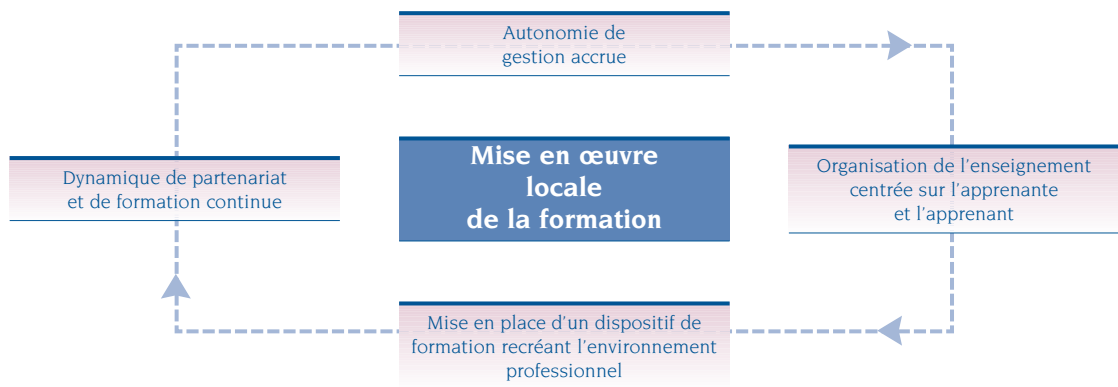 Autonomie de
gestion accrue
Mise en œuvre
locale
de la formation
Dynamique de partenariat
et de formation continue
Organisation de l'enseignement
centrée sur l'apprenante
et l'apprenant
Mise en place d'un dispositif de
formation recréant l'environnement
professionnel